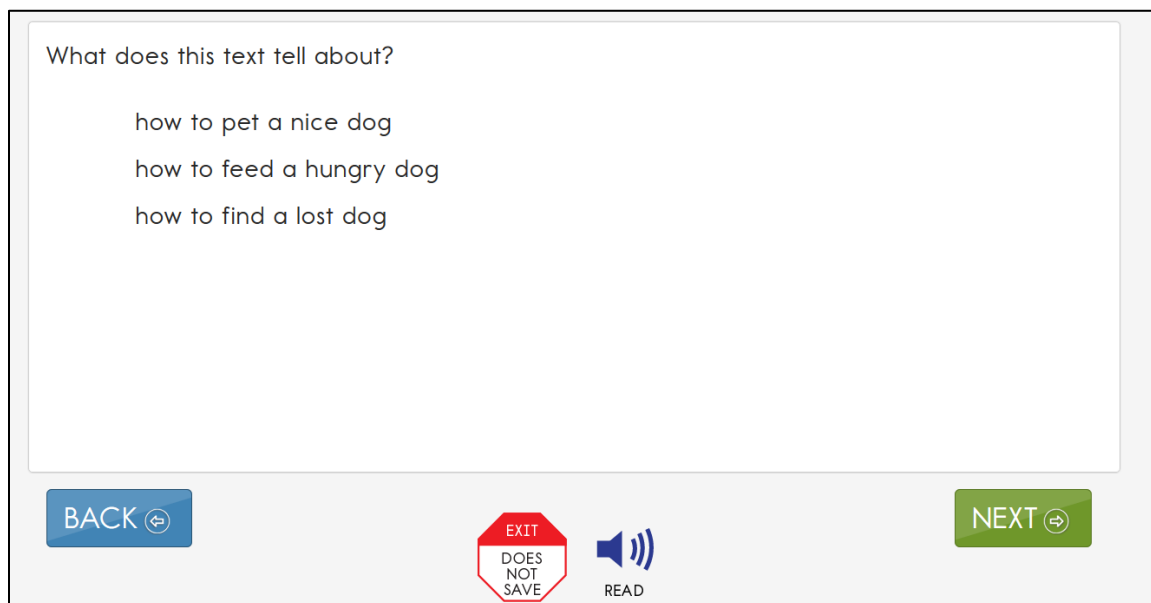 What does this text tell about?
how to pet a nice dog
how to feed a hungry dog
how to find a lost dog
BACK
EXIT
DOES
NOT
SAVE
READ
NEXT